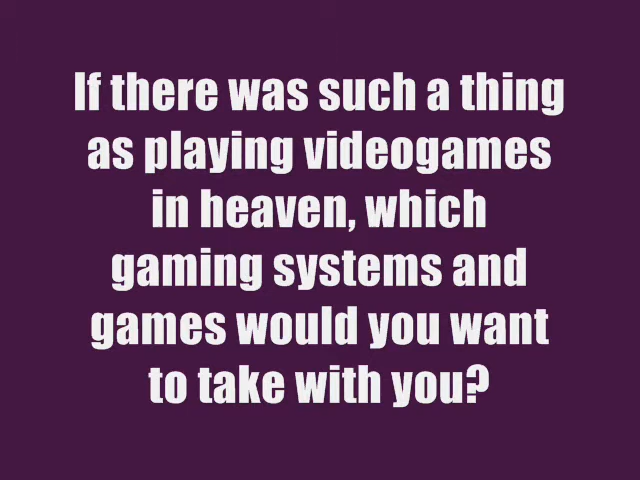 If there was such a thing
as playing videogames
in heaven, which
gaming systems and
games would you want
to take with you?